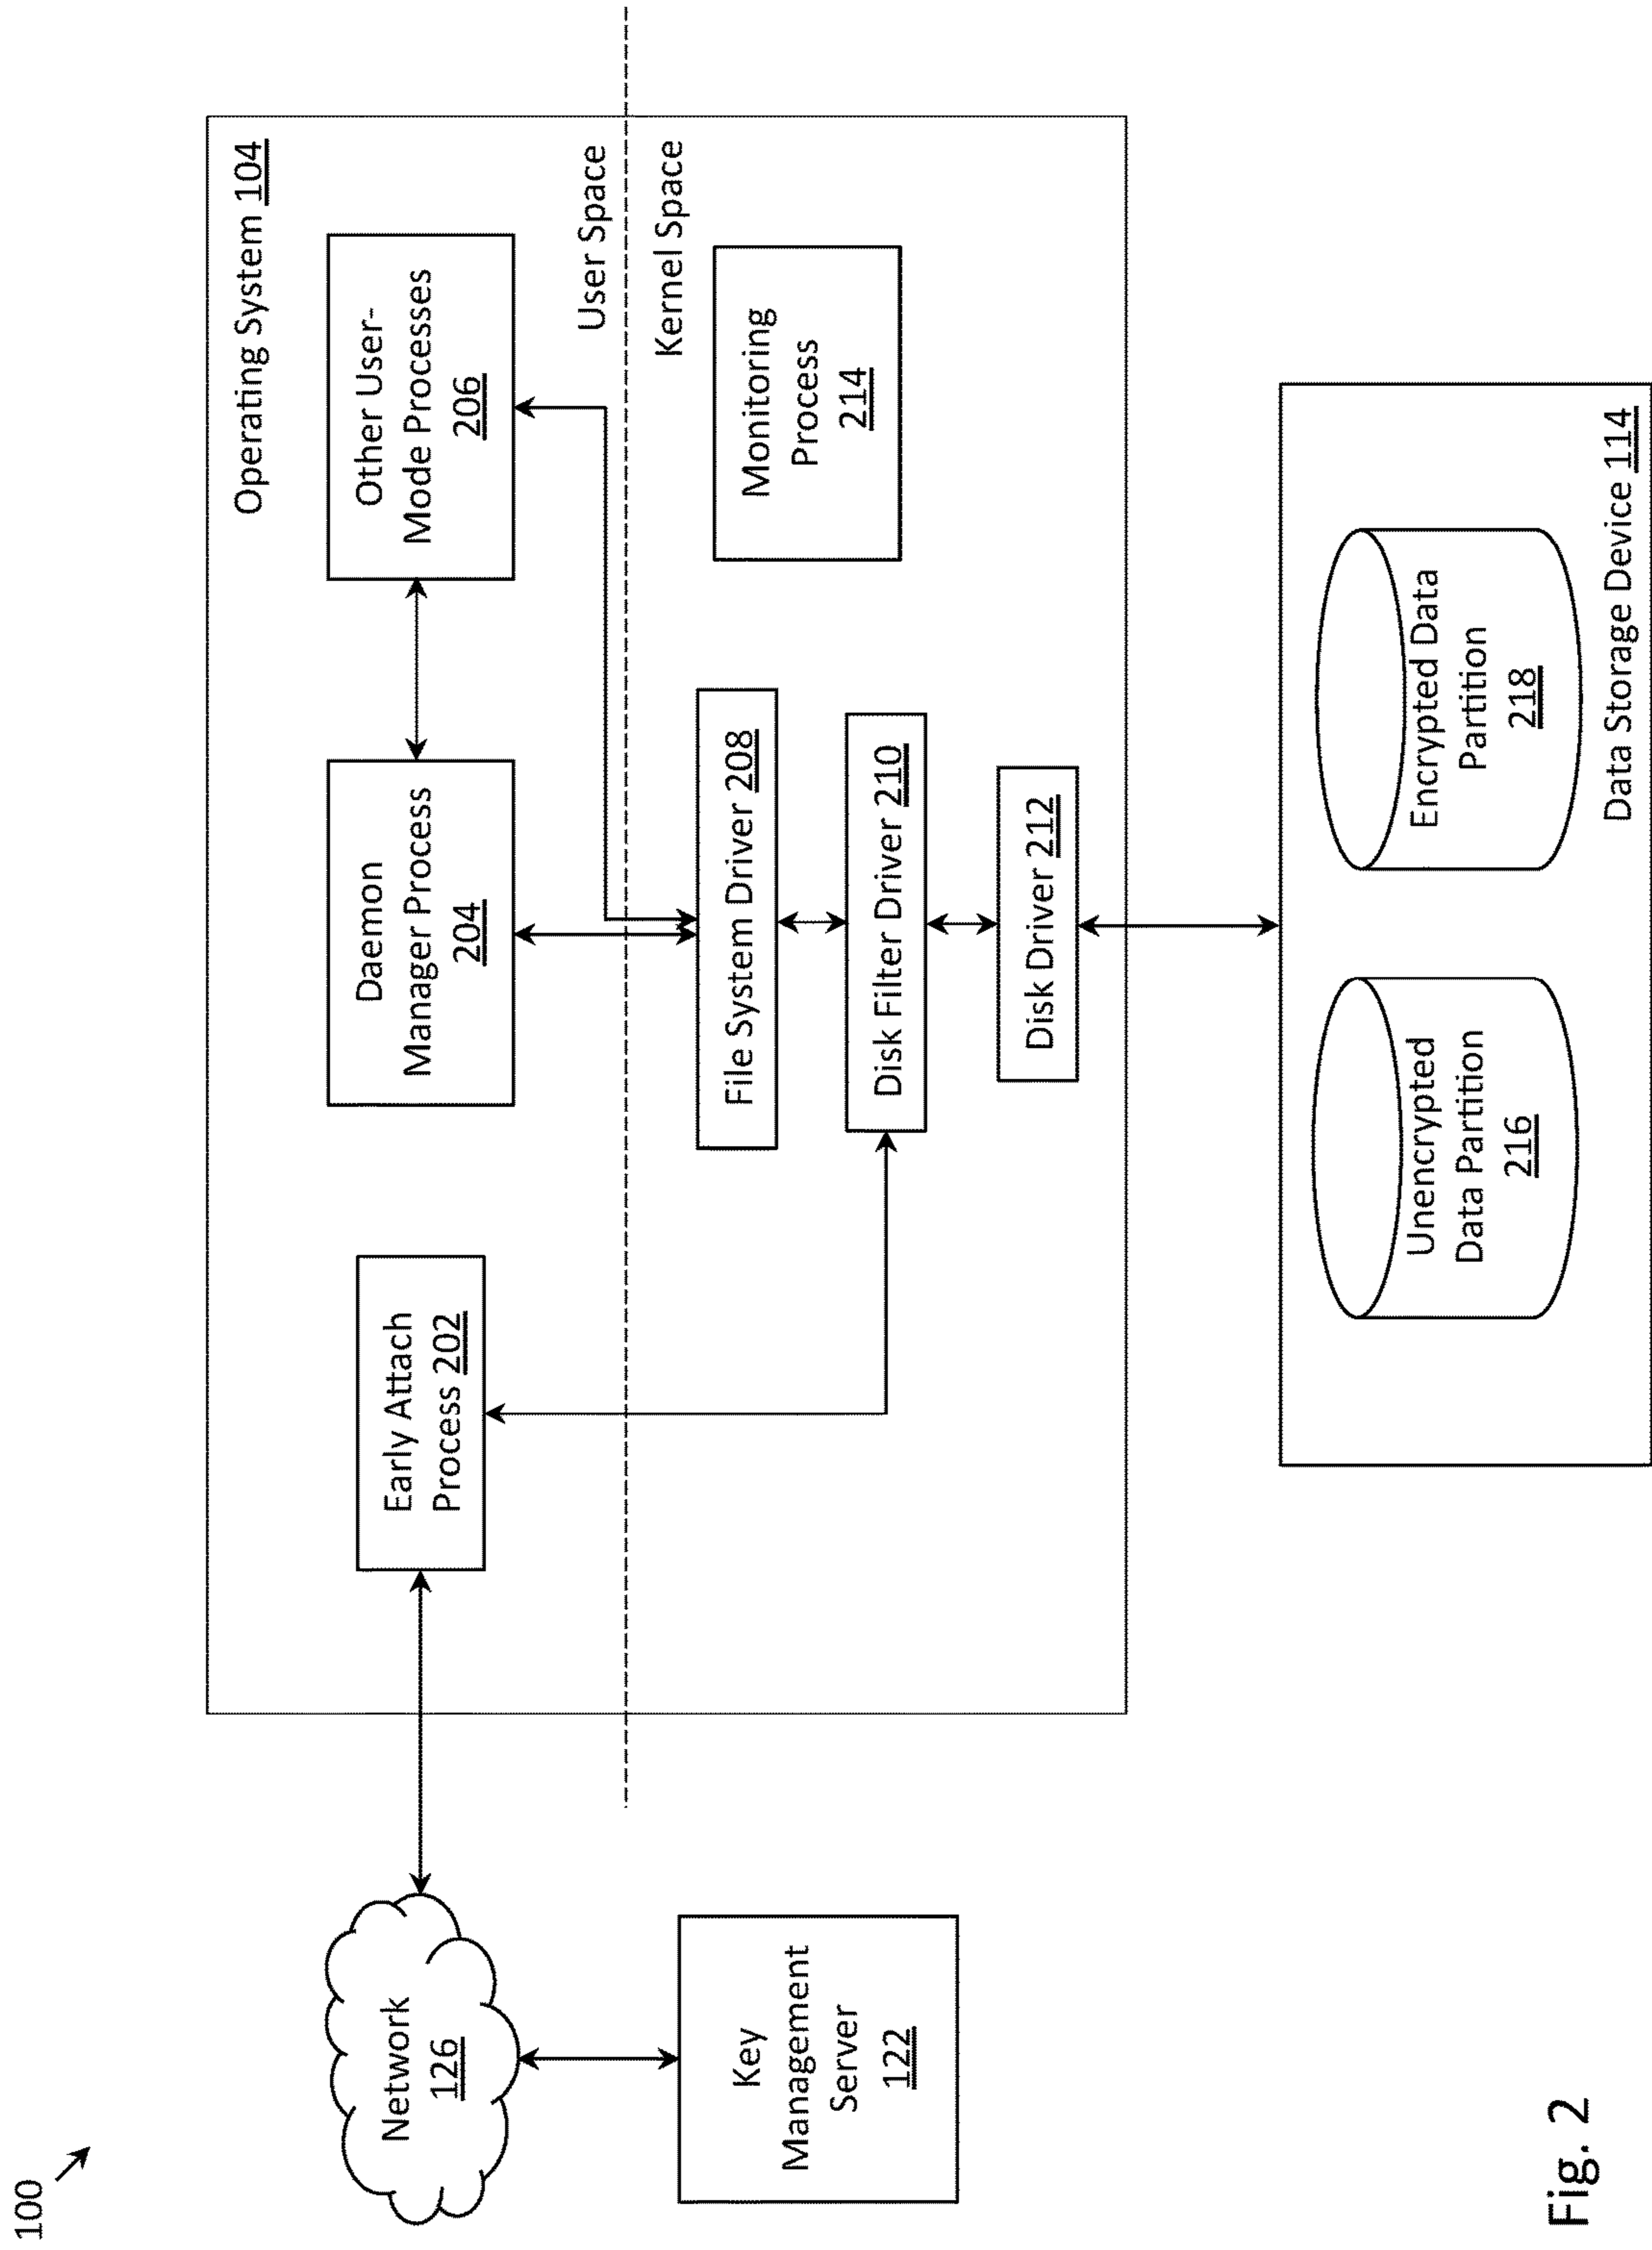 100
Operating System 104
Network
126
Early Attach
Process 202
Daemon
Manager Process
204
Other User-
Mode Processes
206
User Space
Kernel Space
Key
Management
Server
122
File System Driver 208
Disk Filter Driver 210
Disk Driver 212
Monitoring
Process
214
Unencrypted
Data Partition
216
Encrypted Data
Partition
218
Data Storage Device 114
Fig. 2